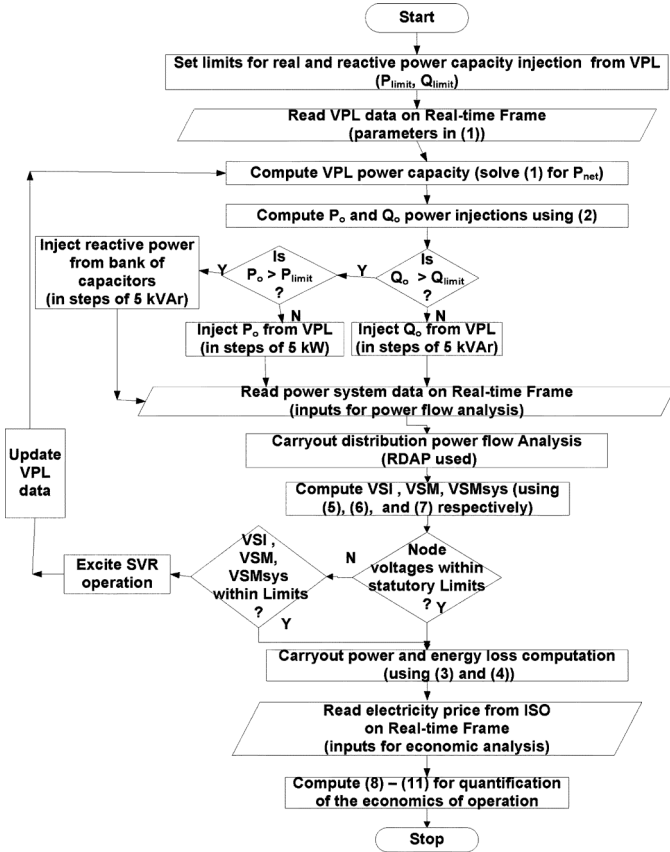 Start
Set limits for real and reactive power capacity injection from VPL
(Plimit, Qlimit)
Read VPL data on Real-time Frame
(parameters in (1))
Compute VPL power capacity (solve (1) for Pnet)
Compute Po and Qo power injections using (2)
Inject reactive power
from bank of
capacitors
(in steps of 5 kVAr)
Y
Is
Po > Plimit
?
Y
Is
Qo > Qlimit
?
N
N
Inject Po from VPL
(in steps of 5 kW)
Inject Qo from VPL
(in steps of 5 kVAr)
Read power system data on Real-time Frame
(inputs for power flow analysis)
Carryout distribution power flow Analysis
(RDAP used)
Update
VPL
data
Compute VSI , VSM, VSMsys (using
(5), (6), and (7) respectively)
Excite SVR
operation
VSI ,
VSM,
VSMsys
within Limits
?
N
Node
voltages within
statutory Limits
?
Y
Y
Carryout power and energy loss computation
(using (3) and (4))
Read electricity price from ISO
on Real-time Frame
(inputs for economic analysis)
Compute (8) – (11) for quantification
of the economics of operation
Stop